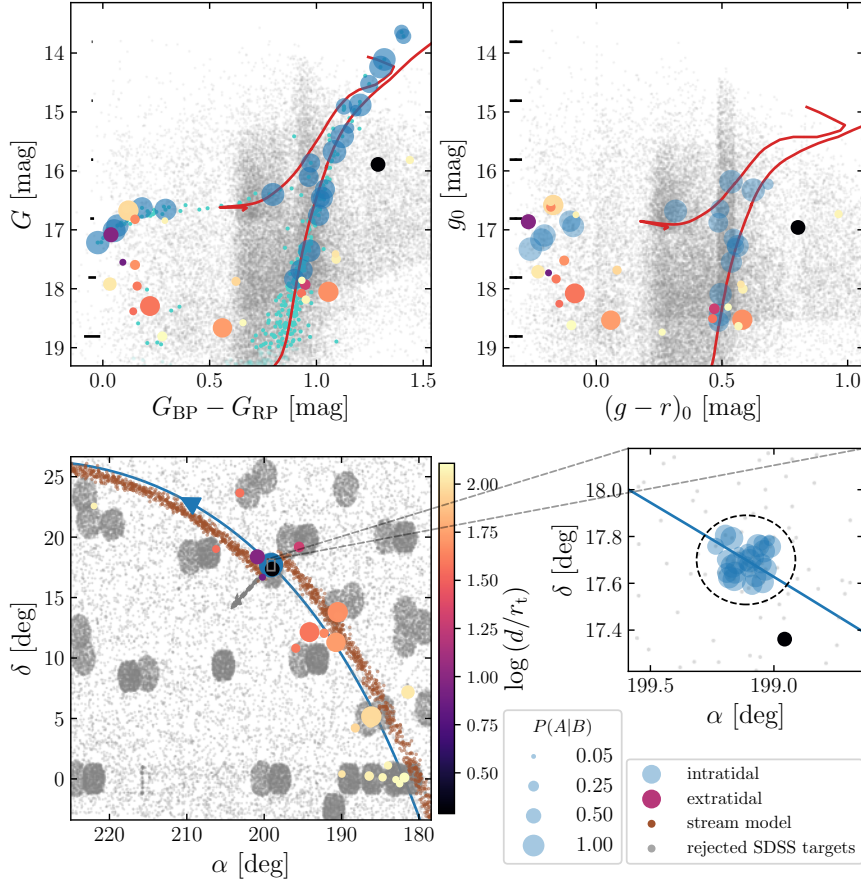 14
15
16
17
18
19
G [mag]
0.0 0.5 1.0 1.5
G_BP − G_RP [mag]
14
15
16
17
18
19
g_0 [mag]
0.0 0.5 1.0
(g − r)_0 [mag]
25
20
15
10
5
0
δ [deg]
220 210 200 190 180
α [deg]
2.00
1.75
1.50
1.25
1.00
0.75
0.50
log (d/r_t)
18.0
17.8
17.6
17.4
δ [deg]
199.5 199.0
α [deg]
P(A|B)
0.05
0.25
0.50
1.00
intratidal
extratidal
stream model
rejected SDSS targets